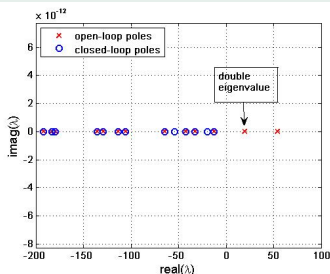 × 10⁻¹²
8
6
4
2
0
-2
-4
-6
-8
-200 -150 -100 -50 0 50 100
real(λ)
imag(λ)
open-loop poles
closed-loop poles
double
eigenvalue